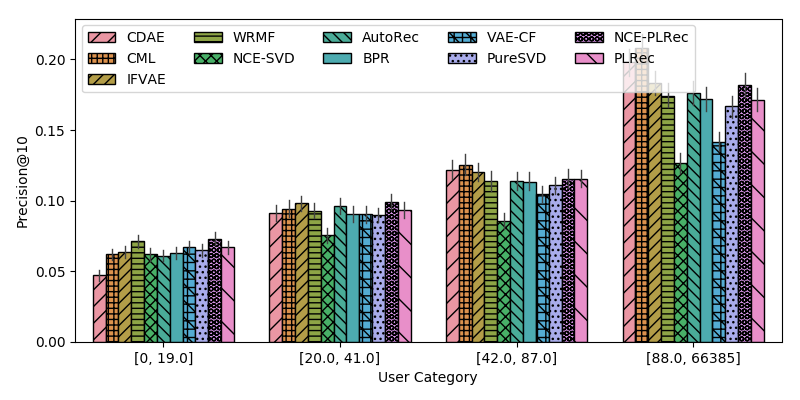 CDAE WRMF AutoRec VAE-CF NCE-PLRec
CML NCE-SVD BPR PureSVD PLRec
IFVAE
0.20
0.15
0.10
0.05
0.00
Precision@10
[0, 19.0] [20.0, 41.0] [42.0, 87.0] [88.0, 66385]
User Category